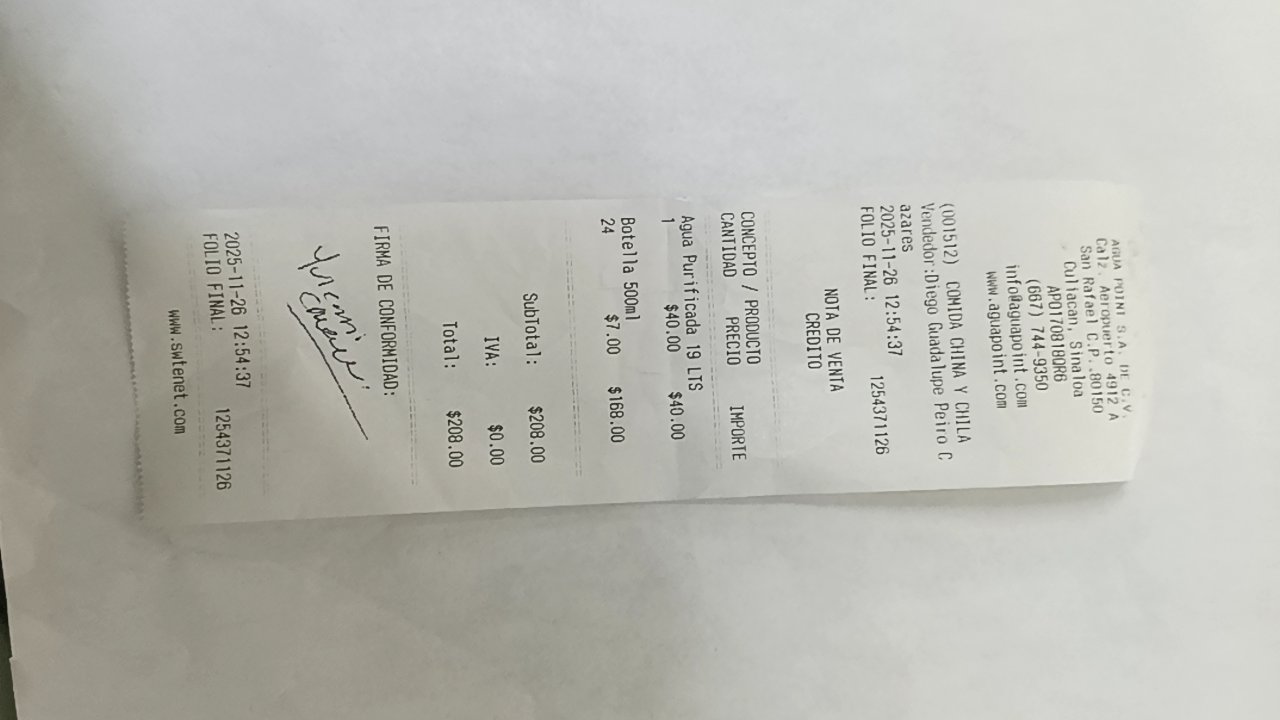 AGUA POINT S.A. DE C.V.
Calz. Aeropuerto 4912 A
San Rafael C.P. 80150
, Culiacan, Sinaloa
APO170818QR6
(667) 744-9350
info@aguapoint.com
www.aguapoint.com
(001512) COMIDA CHINA Y CHILA
Vendedor:Diego Guadalupe Peiro C
azares
2025-11-26 12:54:37
FOLIO FINAL: 1254371126
NOTA DE VENTA
CREDITO
CONCEPTO / PRODUCTO
CANTIDAD PRECIO IMPORTE
Agua Purificada 19 LTS
1 $40.00 $40.00
Botella 500ml
24 $7.00 $168.00
SubTotal: $208.00
IVA: $0.00
Total: $208.00
FIRMA DE CONFORMIDAD:
2025-11-26 12:54:37
FOLIO FINAL: 1254371126
www.swtenet.com